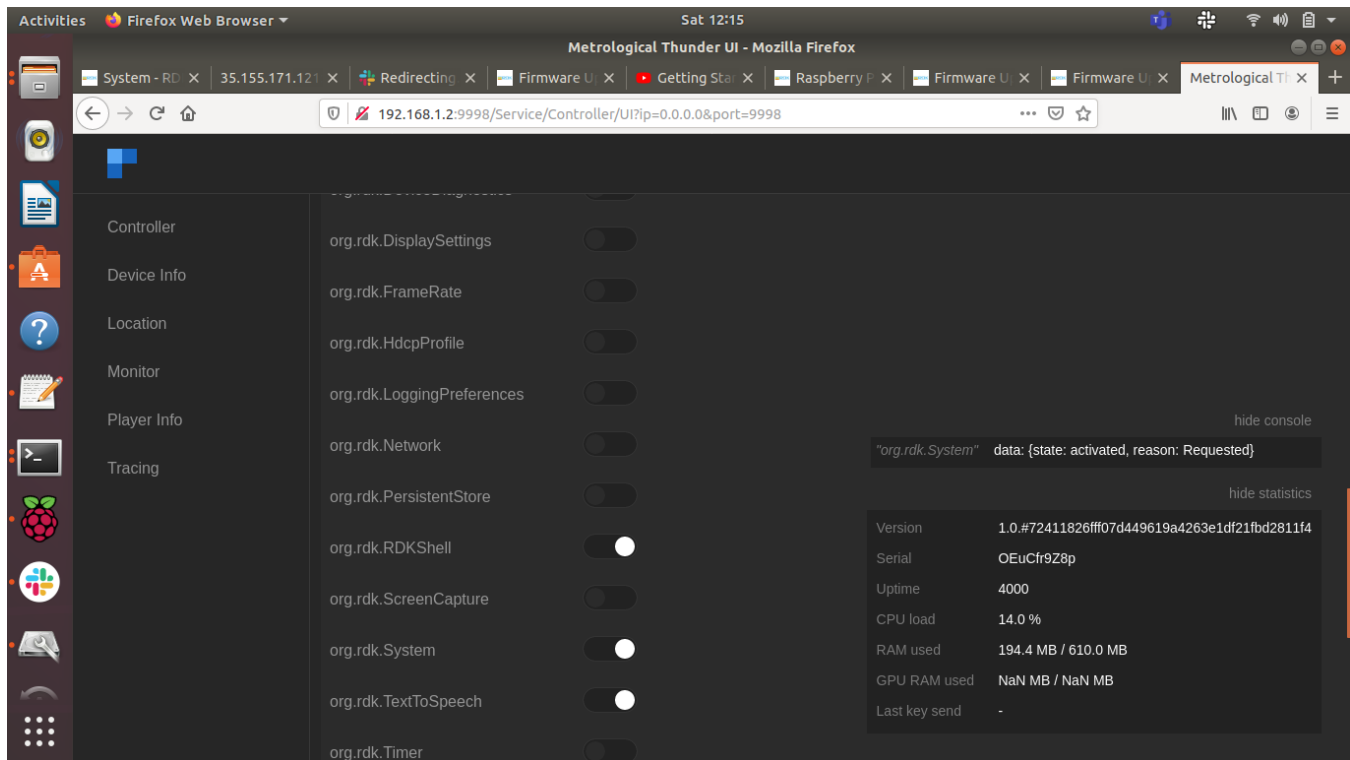 Activities Firefox Web Browser Sat 12:15
Metrological Thunder UI - Mozilla Firefox
System - RD 35.155.171.121 Redirecting Firmware U Getting Star Raspberry P Firmware U Firmware U Metrological Th
192.168.1.2:9998/Service/Controller/UI?ip=0.0.0.0&port=9998
Controller
Device Info
Location
Monitor
Player Info
Tracing
org.rdk.DeviceDiagnostics
org.rdk.DisplaySettings
org.rdk.FrameRate
org.rdk.HdcpProfile
org.rdk.LoggingPreferences
org.rdk.Network
org.rdk.PersistentStore
org.rdk.RDKShell
org.rdk.ScreenCapture
org.rdk.System
org.rdk.TextToSpeech
org.rdk.Timer
hide console
"org.rdk.System" data: {state: activated, reason: Requested}
hide statistics
Version 1.0.#72411826fff07d449619a4263e1df21fbd2811f4
Serial OEuCfr9Z8p
Uptime 4000
CPU load 14.0 %
RAM used 194.4 MB / 610.0 MB
GPU RAM used NaN MB / NaN MB
Last key send -